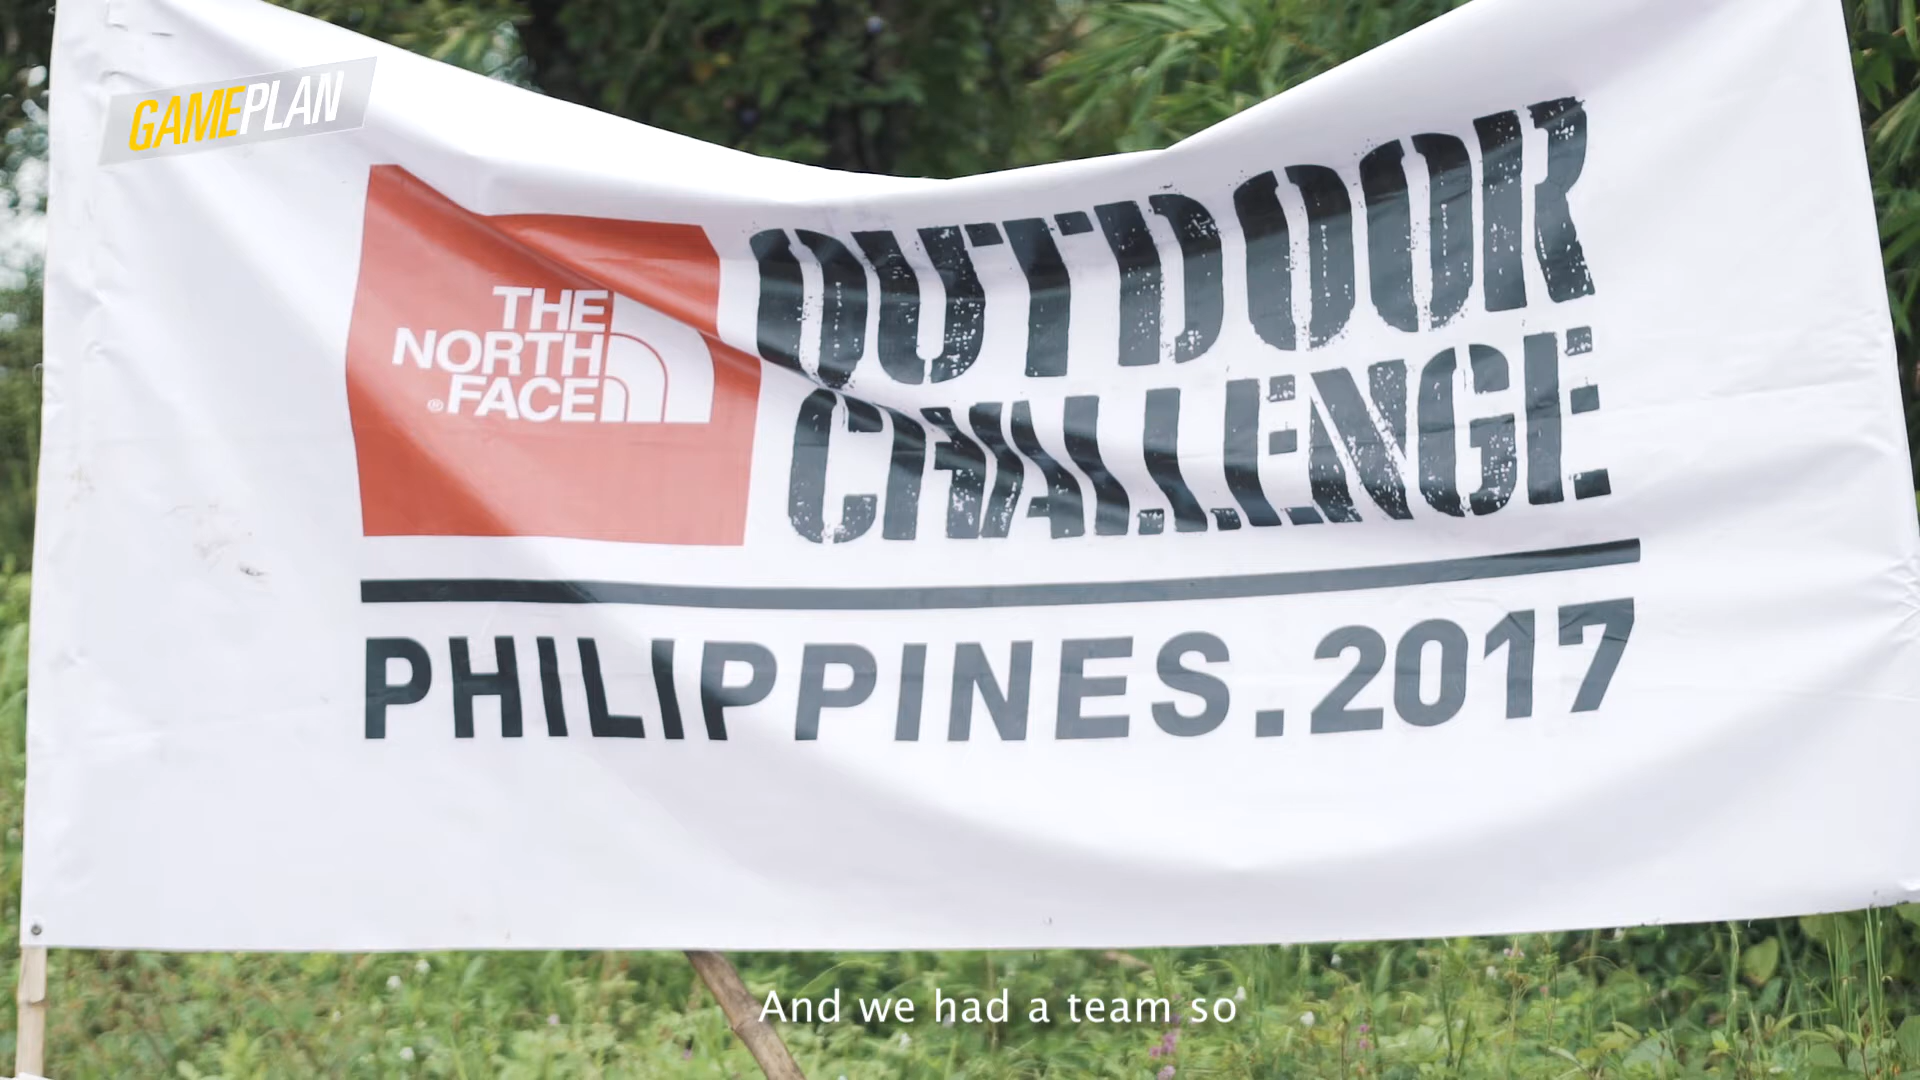 GAMEPLAN
THE
NORTH
FACE
®
OUTDOOR
CHALLENGE
PHILIPPINES.2017
And we had a team so